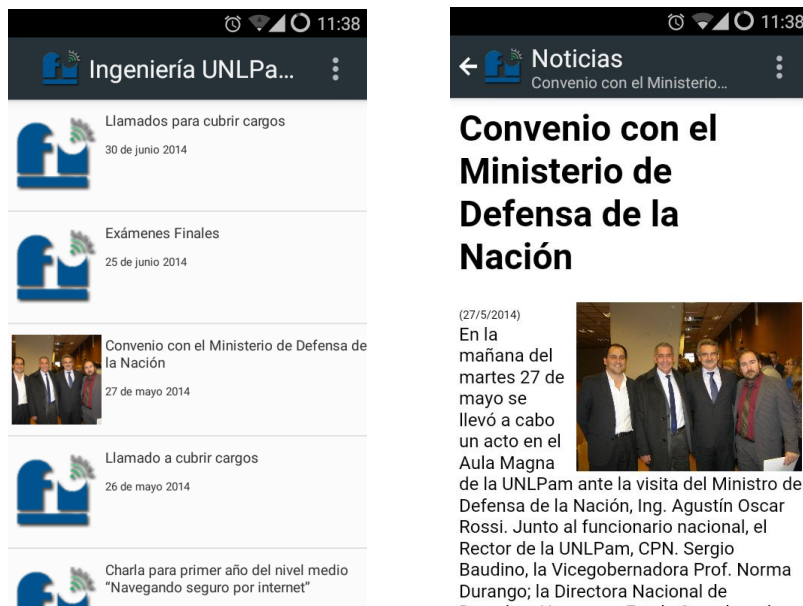 11:38
Ingeniería UNLPa...
Llamados para cubrir cargos
30 de junio 2014
Exámenes Finales
25 de junio 2014
Convenio con el Ministerio de Defensa de
la Nación
27 de mayo 2014
Llamado a cubrir cargos
26 de mayo 2014
Charla para primer año del nivel medio
“Navegando seguro por internet”
11:38
Noticias
Convenio con el Ministerio...
Convenio con el
Ministerio de
Defensa de la
Nación
(27/5/2014)
En la
mañana del
martes 27 de
mayo se
llevó a cabo
un acto en el
Aula Magna
de la UNLPam ante la visita del Ministro de
Defensa de la Nación, Ing. Agustín Oscar
Rossi. Junto al funcionario nacional, el
Rector de la UNLPam, CPN. Sergio
Baudino, la Vicegobernadora Prof. Norma
Durango; la Directora Nacional de